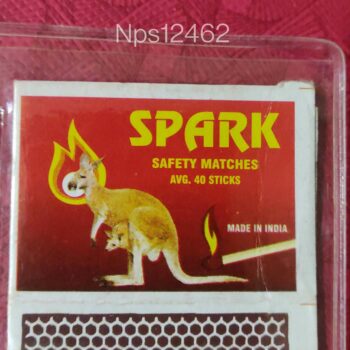 Nps12462
SPARK
SAFETY MATCHES
AVG. 40 STICKS
MADE IN INDIA